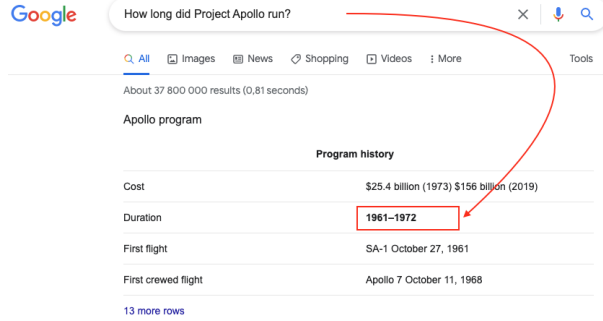 Google How long did Project Apollo run?
All Images News Shopping Videos More Tools
About 37 800 000 results (0,81 seconds)
Apollo program
Program history
Cost $25.4 billion (1973) $156 billion (2019)
Duration 1961–1972
First flight SA-1 October 27, 1961
First crewed flight Apollo 7 October 11, 1968
13 more rows